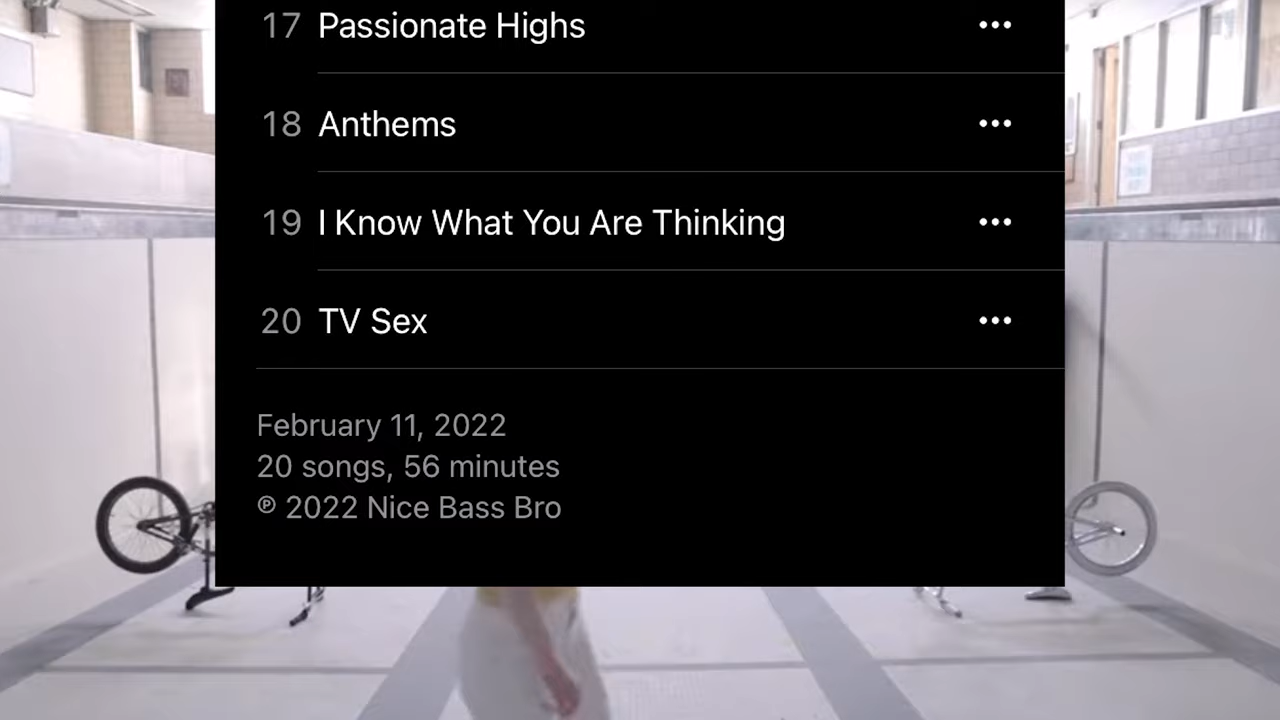 17 Passionate Highs
18 Anthems
19 I Know What You Are Thinking
20 TV Sex
February 11, 2022
20 songs, 56 minutes
℗ 2022 Nice Bass Bro